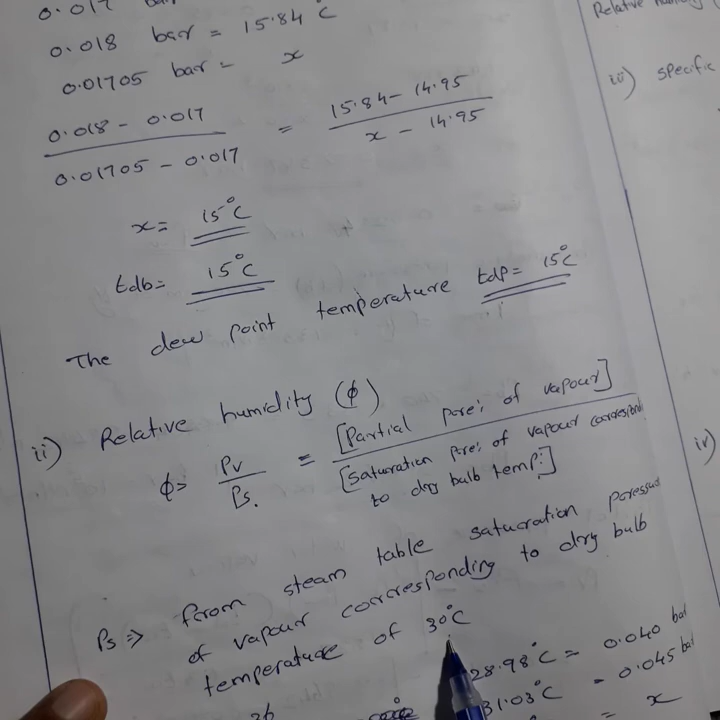 0.017
0.018 bar = 15.84°C
0.01705 bar = x
0.018 - 0.017 / 0.01705 - 0.017 = 15.84 - 14.95 / x - 14.95
x = 15°C
tdb = 15°C
The dew point temperature tdp = 15°C
ii) Relative humidity (φ)
φ = Pv / Ps. = [Partial pre: of vapour] / [Saturation pre: of vapour
to dry bulb temp:]
Ps ⇒ From steam table saturation
of vapour corresponding to dry bulb
temperature of 30°C
28.98°C = 0.040 bar
31.03°C = 0.045 bar
= x
Relative
iii) specific
iv)